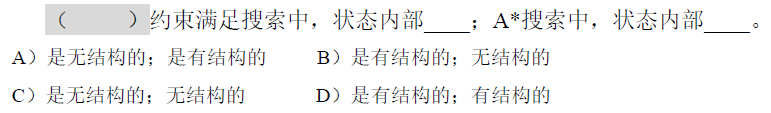 （　　）约束满足搜索中，状态内部____；A*搜索中，状态内部____。
A）是无结构的；是有结构的 B）是有结构的；无结构的
C）是无结构的；无结构的 D）是有结构的；有结构的